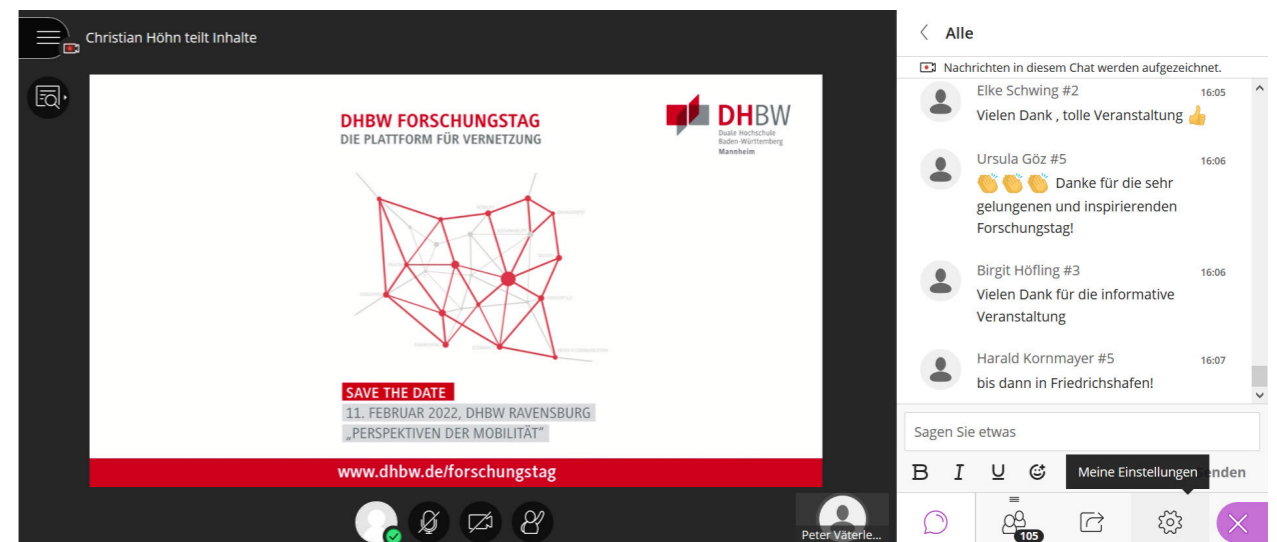 Christian Höhn teilt Inhalte
DHBW FORSCHUNGSTAG
DIE PLATTFORM FÜR VERNETZUNG
DHBW
Duale Hochschule
Baden-Württemberg
Mannheim
SAVE THE DATE
11. FEBRUAR 2022, DHBW RAVENSBURG
„PERSPEKTIVEN DER MOBILITÄT“
www.dhbw.de/forschungstag
Peter Väterle...
Alle
Nachrichten in diesem Chat werden aufgezeichnet.
Elke Schwing #2 16:05
Vielen Dank , tolle Veranstaltung 👍
Ursula Göz #5 16:06
👏 👏 👏 Danke für die sehr
gelungenen und inspirierenden
Forschungstag!
Birgit Höfling #3 16:06
Vielen Dank für die informative
Veranstaltung
Harald Kornmayer #5 16:07
bis dann in Friedrichshafen!
Sagen Sie etwas
B I U Meine Einstellungen enden
105